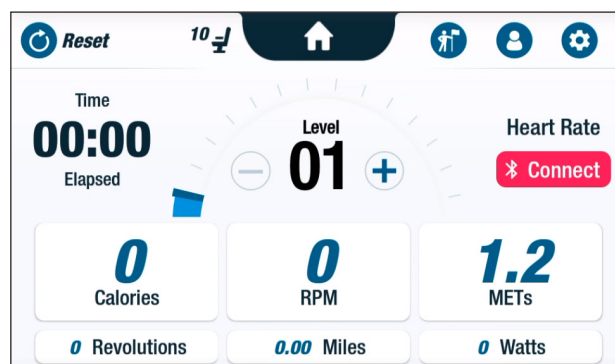 Reset
10
Time
00:00
Elapsed
Level
01
Heart Rate
Connect
0
Calories
0
RPM
1.2
METs
0 Revolutions
0.00 Miles
0 Watts